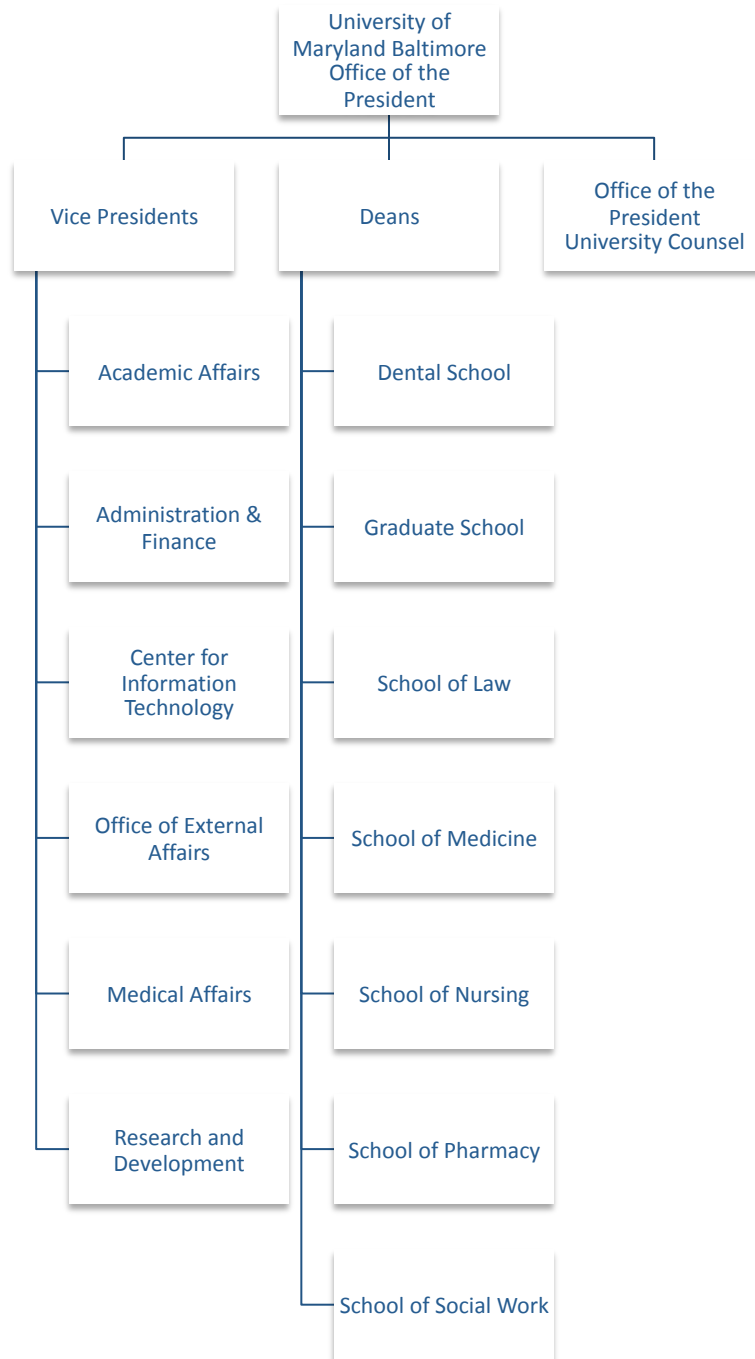 University of
Maryland Baltimore
Office of the
President
Vice Presidents
Deans
Office of the
President
University Counsel
Academic Affairs
Dental School
Administration &
Finance
Graduate School
Center for
Information
Technology
School of Law
Office of External
Affairs
School of Medicine
Medical Affairs
School of Nursing
Research and
Development
School of Pharmacy
School of Social Work